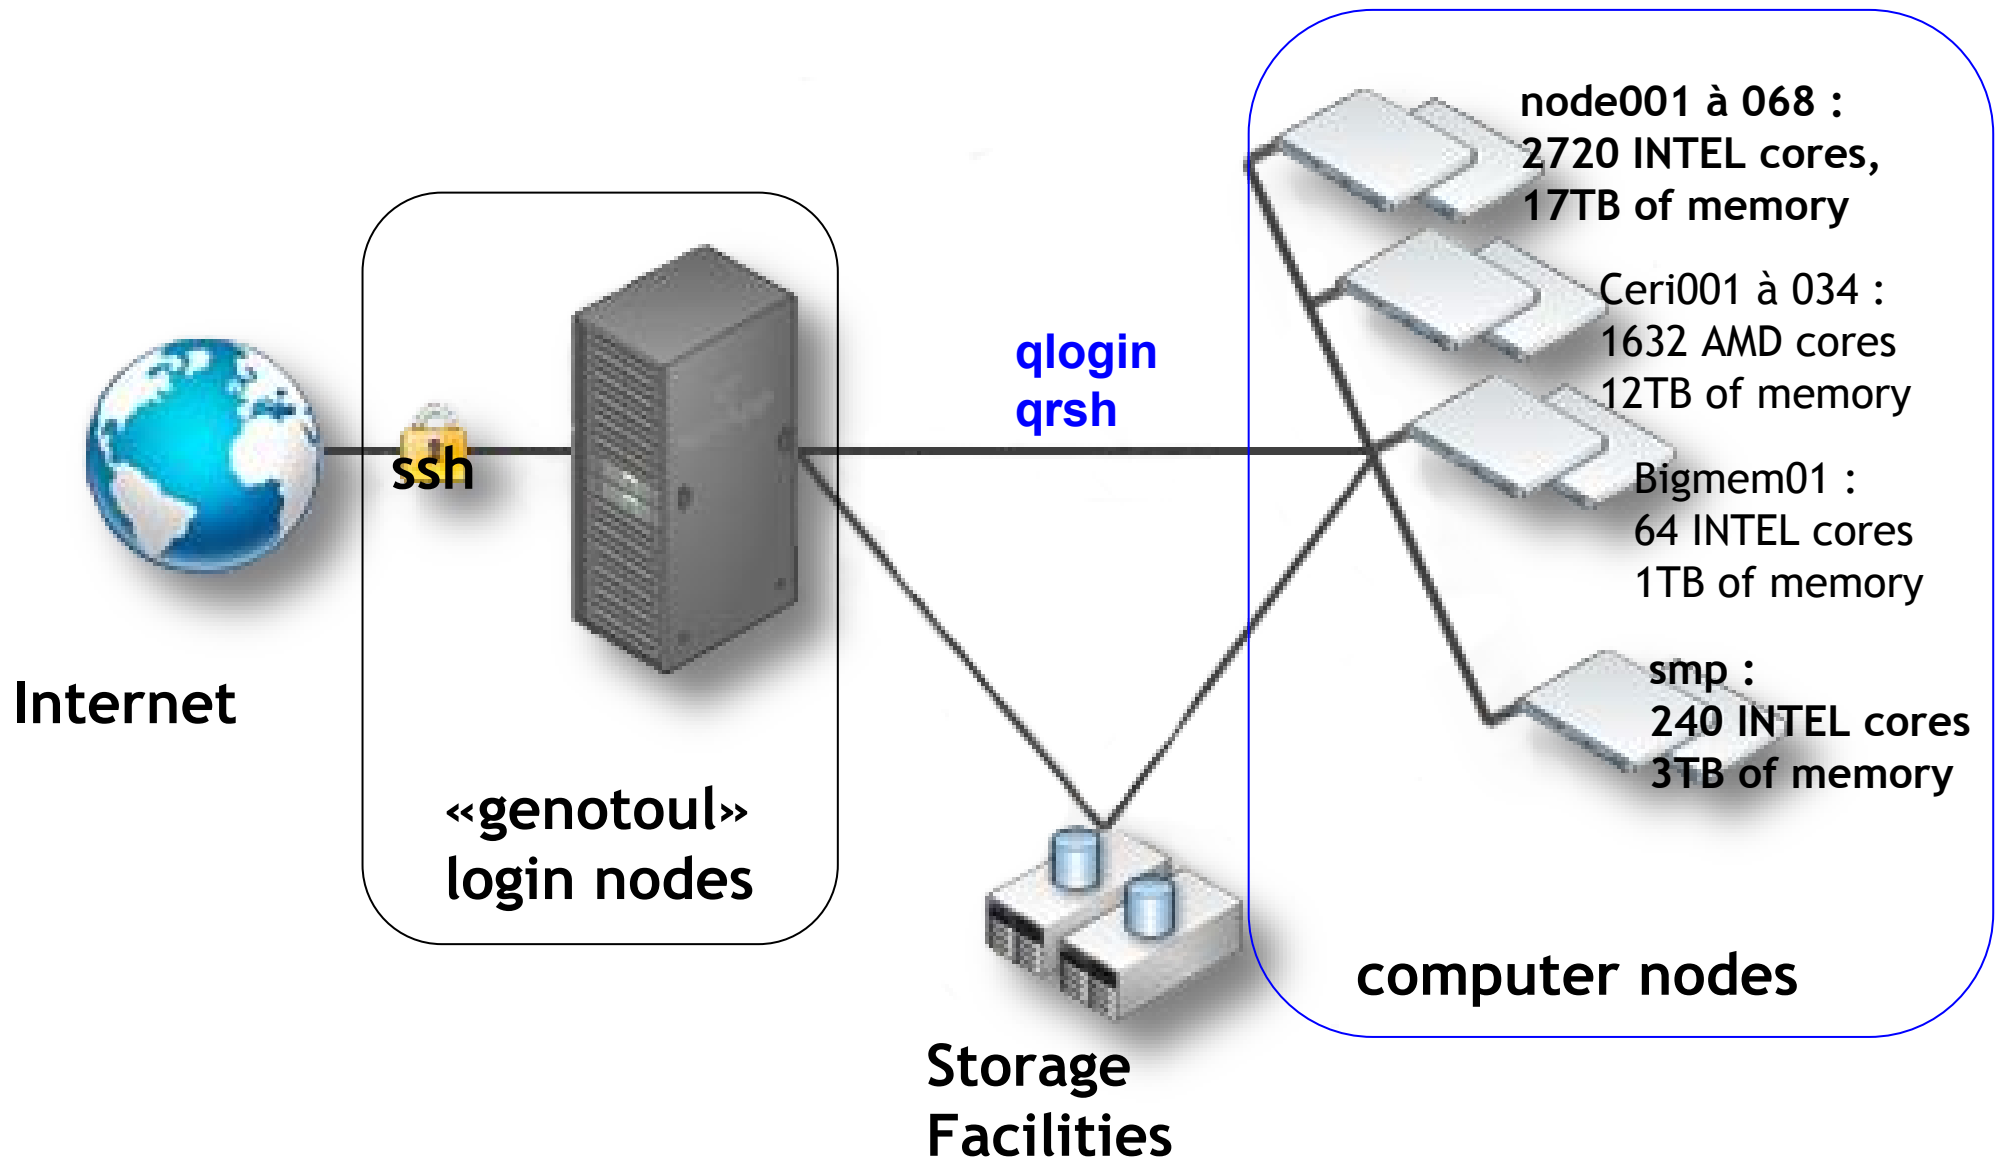 node001 à 068 :
2720 INTEL cores,
17TB of memory
Ceri001 à 034 :
1632 AMD cores
12TB of memory
qlogin
qrsh
ssh
Bigmem01 :
64 INTEL cores
1TB of memory
smp :
240 INTEL cores
3TB of memory
Internet
«genotoul»
login nodes
computer nodes
Storage
Facilities